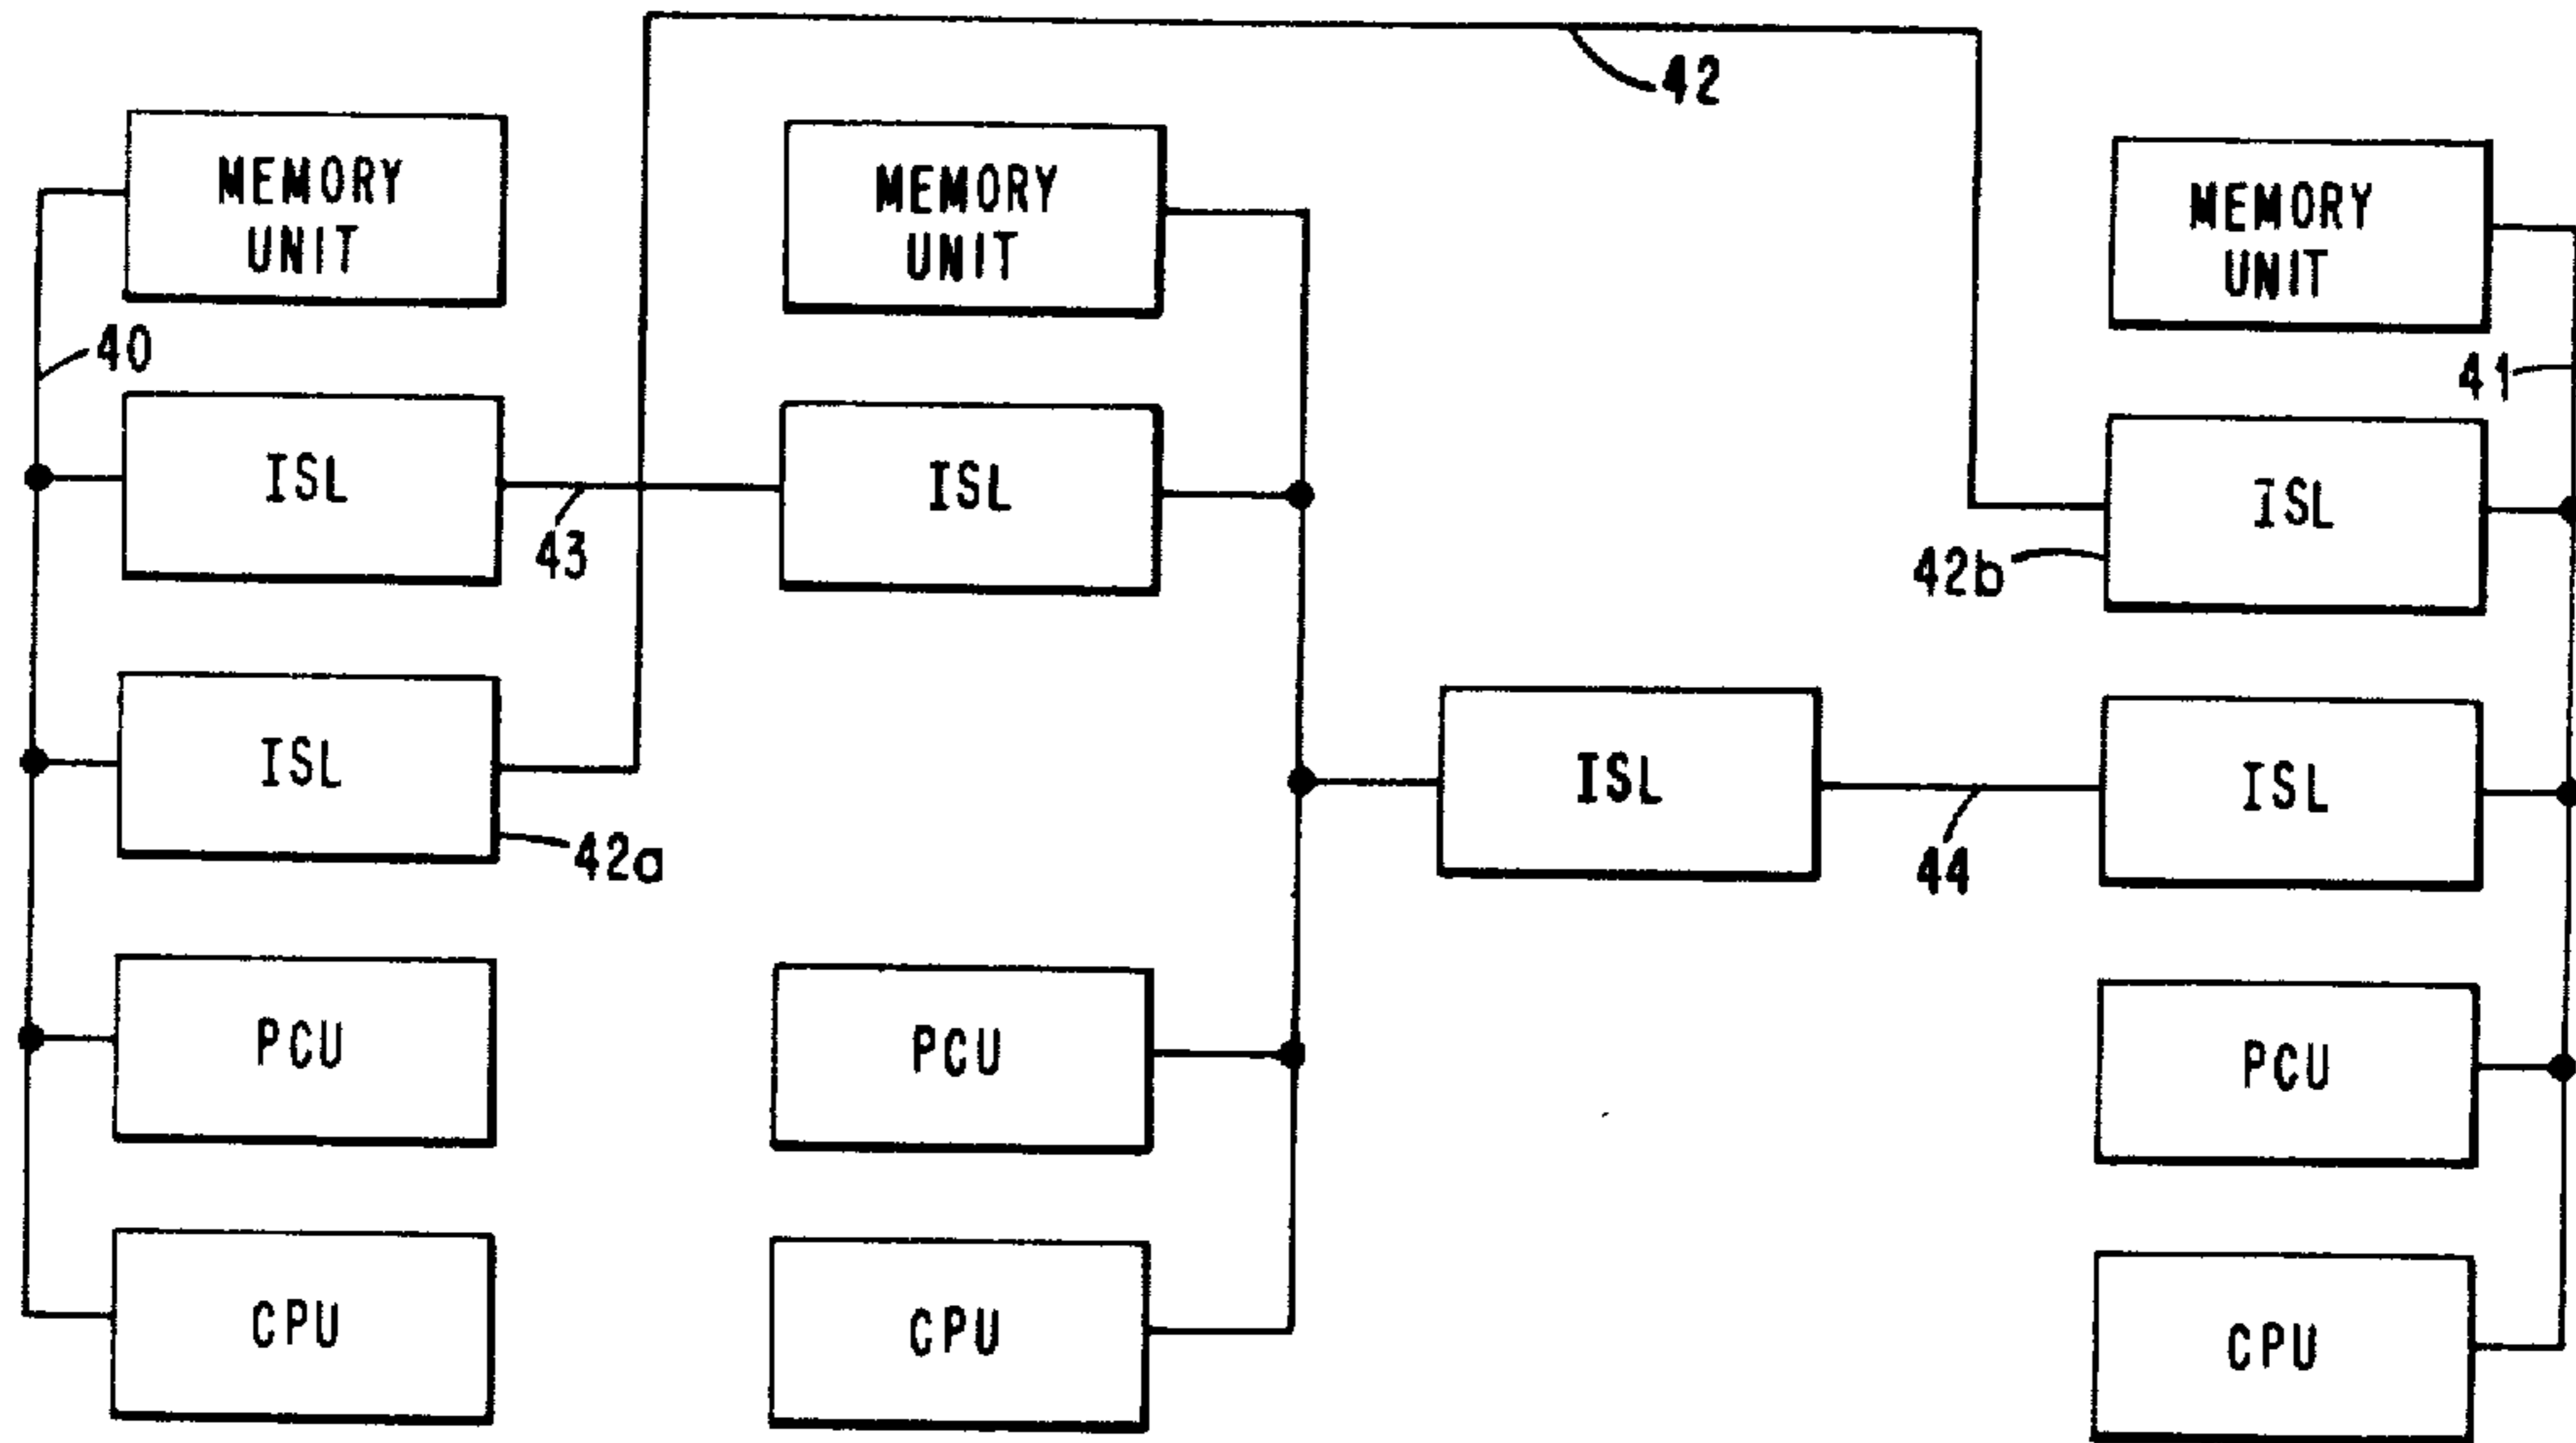 42
MEMORY
UNIT
MEMORY
UNIT
MEMORY
UNIT
40
41
ISL
ISL
ISL
43
42b
ISL
ISL
ISL
42a
44
PCU
PCU
PCU
CPU
CPU
CPU